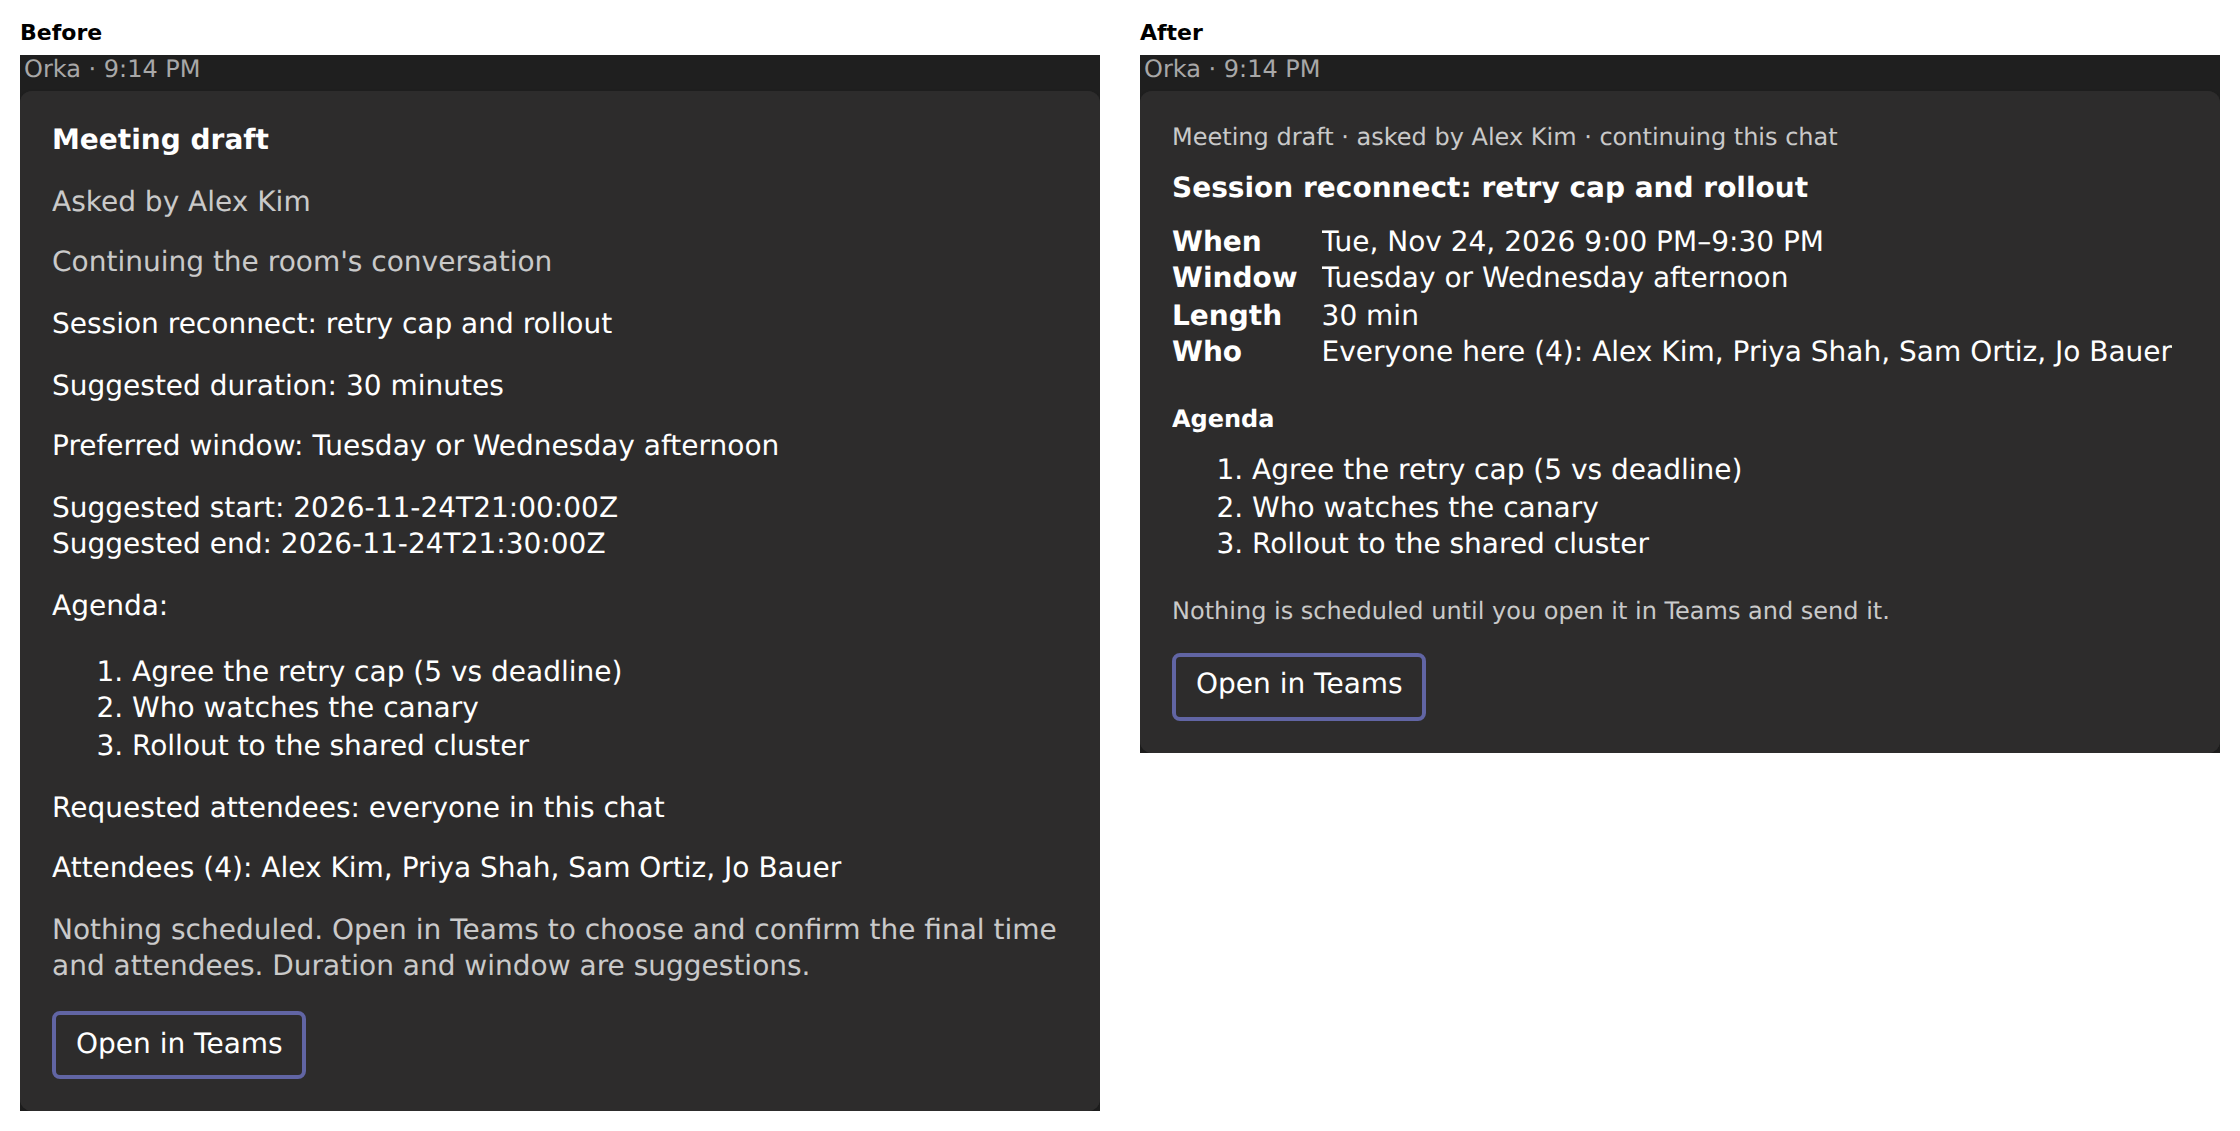 Before
Orka · 9:14 PM
Meeting draft
Asked by Alex Kim
Continuing the room's conversation
Session reconnect: retry cap and rollout
Suggested duration: 30 minutes
Preferred window: Tuesday or Wednesday afternoon
Suggested start: 2026-11-24T21:00:00Z
Suggested end: 2026-11-24T21:30:00Z
Agenda:
1. Agree the retry cap (5 vs deadline)
2. Who watches the canary
3. Rollout to the shared cluster
Requested attendees: everyone in this chat
Attendees (4): Alex Kim, Priya Shah, Sam Ortiz, Jo Bauer
Nothing scheduled. Open in Teams to choose and confirm the final time
and attendees. Duration and window are suggestions.
Open in Teams
After
Orka · 9:14 PM
Meeting draft · asked by Alex Kim · continuing this chat
Session reconnect: retry cap and rollout
When Tue, Nov 24, 2026 9:00 PM–9:30 PM
Window Tuesday or Wednesday afternoon
Length 30 min
Who Everyone here (4): Alex Kim, Priya Shah, Sam Ortiz, Jo Bauer
Agenda
1. Agree the retry cap (5 vs deadline)
2. Who watches the canary
3. Rollout to the shared cluster
Nothing is scheduled until you open it in Teams and send it.
Open in Teams